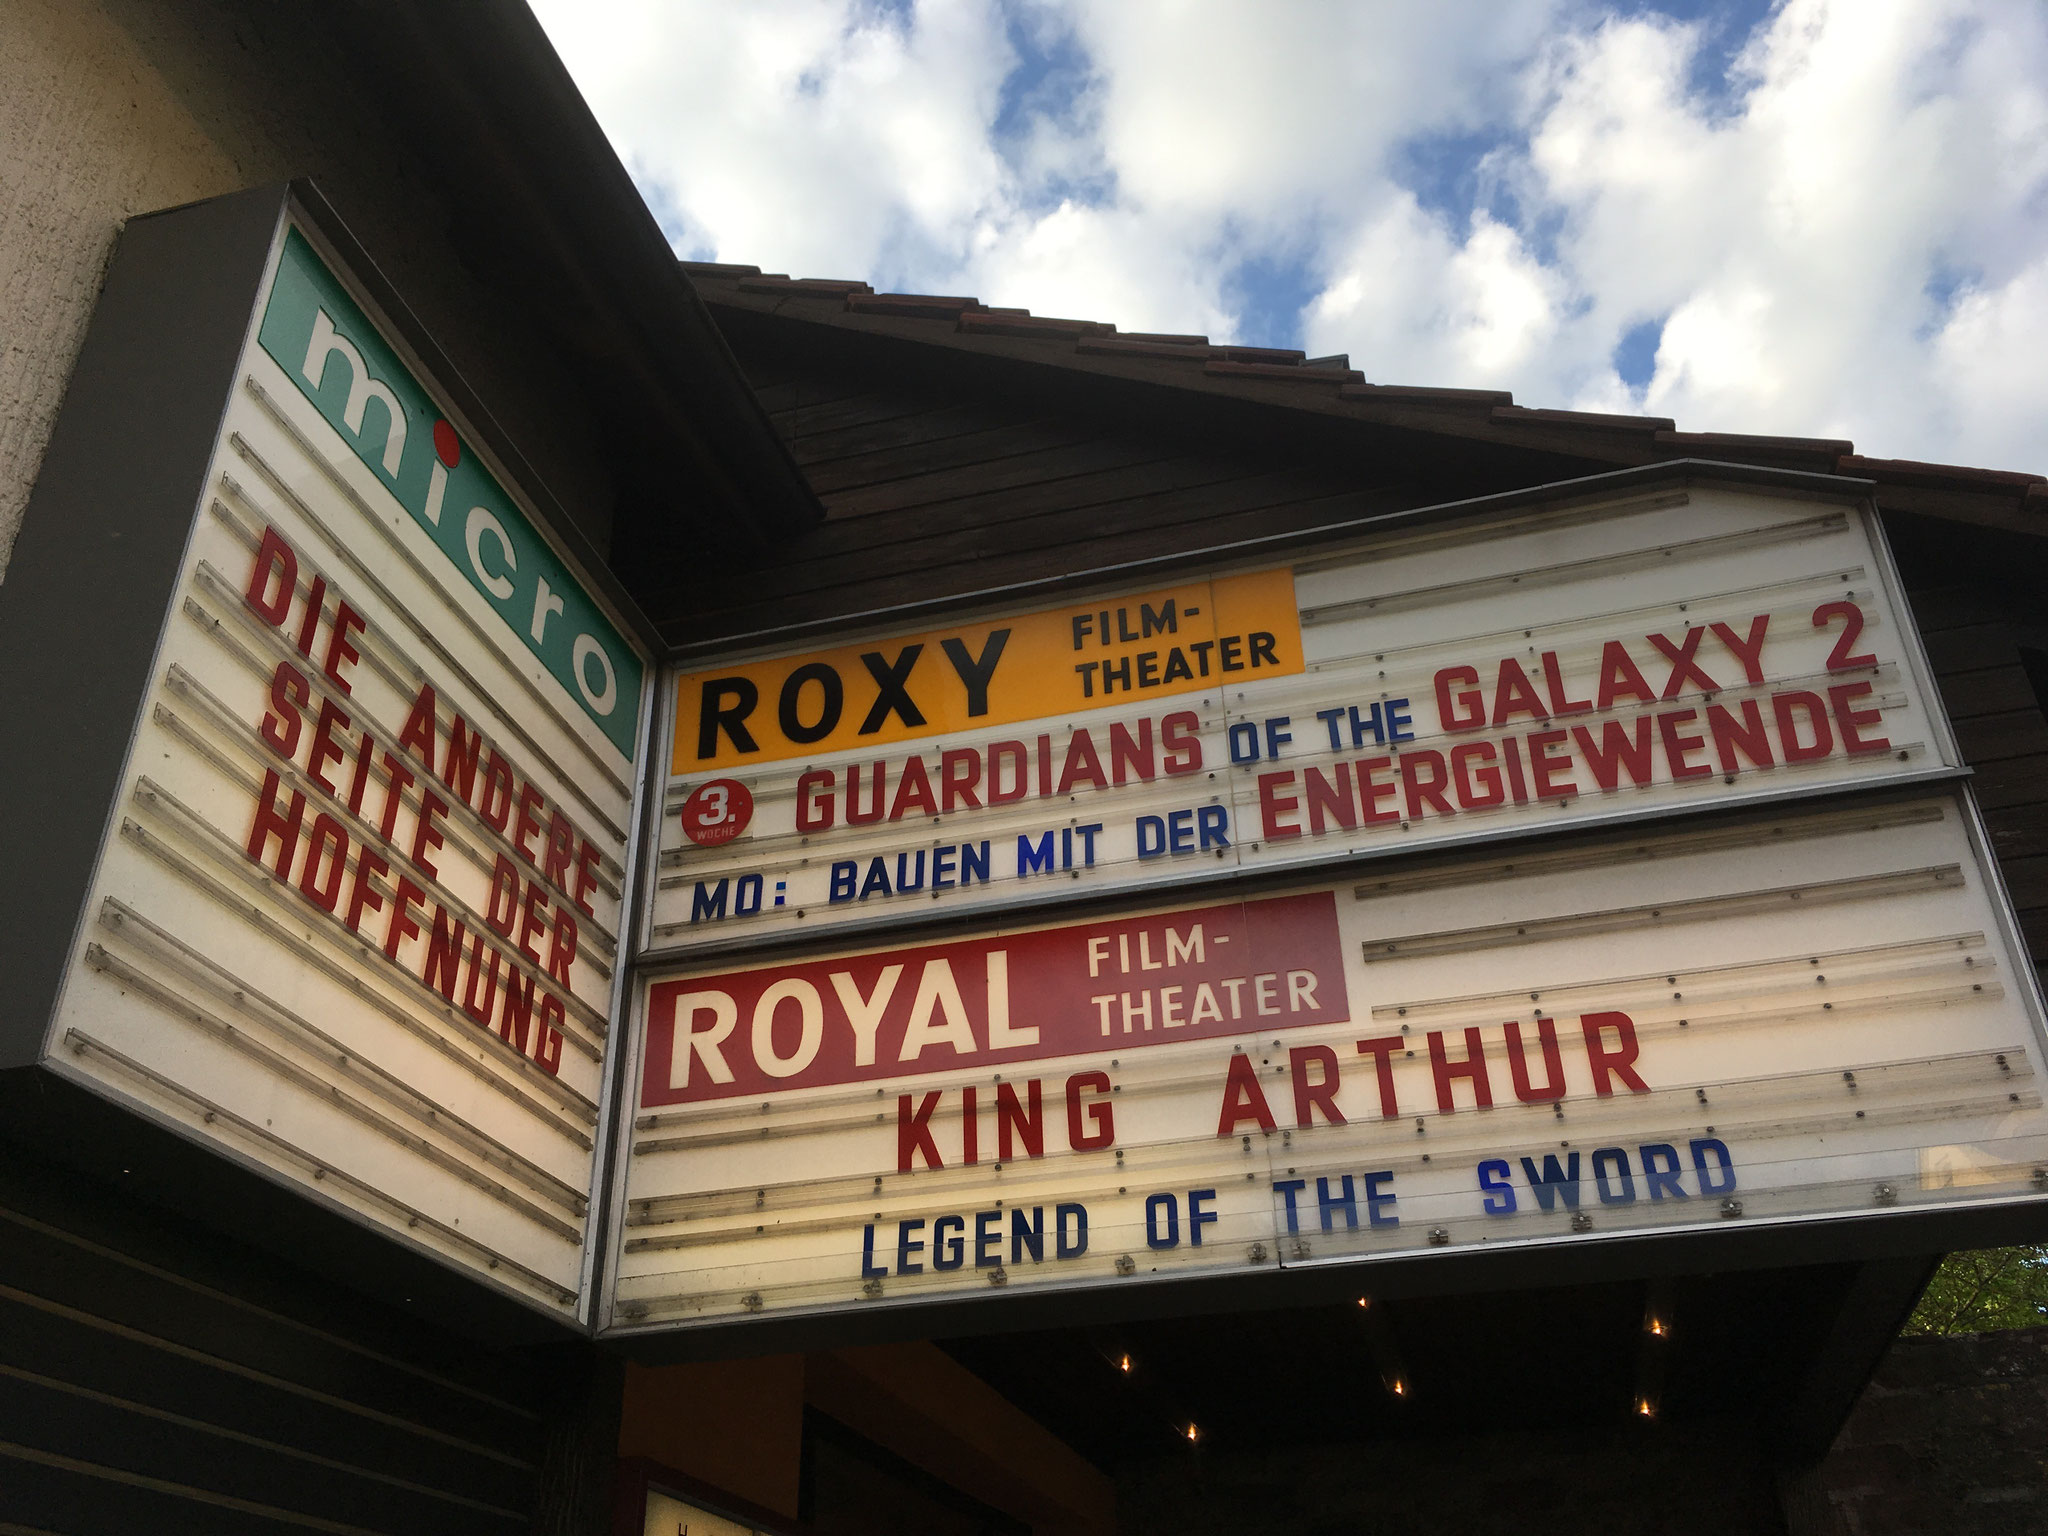 micro
DIE ANDERE
SEITE DER
HOFFNUNG
ROXY FILM-
THEATER
3. WOCHE
GUARDIANS OF THE GALAXY 2
MO: BAUEN MIT DER ENERGIEWENDE
ROYAL FILM-
THEATER
KING ARTHUR
LEGEND OF THE SWORD